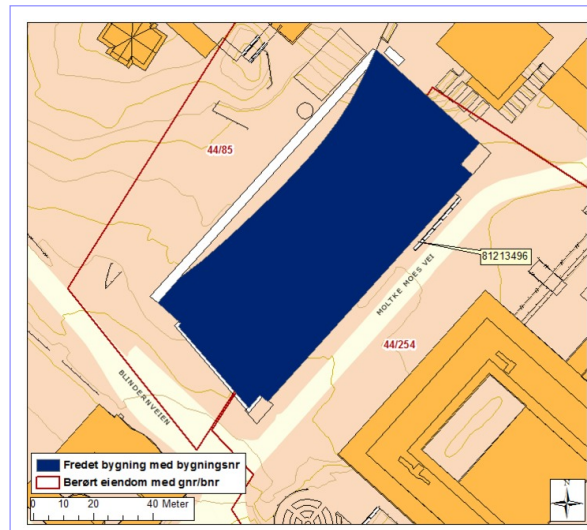 44/85
81213496
MOLTKE MOES VEI
44/254
BLINDERNVEIEN
Fredet bygning med bygningsnr
Berørt eiendom med gnr/bnr
0 10 20 40 Meter
N